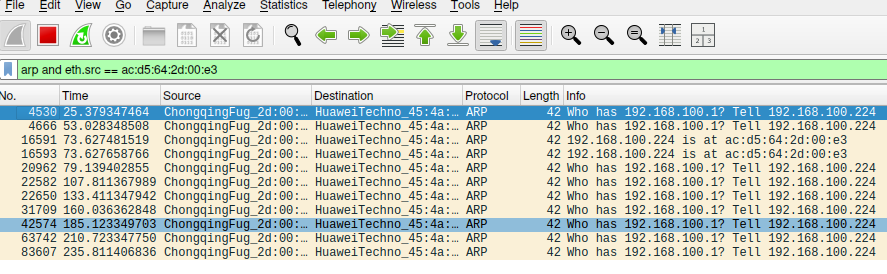 File Edit View Go Capture Analyze Statistics Telephony Wireless Tools Help
1 2 3
arp and eth.src == ac:d5:64:2d:00:e3
No. Time Source Destination Protocol Length Info
4530 25.379347464 ChongqingFug_2d:00:… HuaweiTechno_45:4a:… ARP 42 Who has 192.168.100.1? Tell 192.168.100.224
4666 53.028348508 ChongqingFug_2d:00:… HuaweiTechno_45:4a:… ARP 42 Who has 192.168.100.1? Tell 192.168.100.224
16591 73.627481519 ChongqingFug_2d:00:… HuaweiTechno_45:4a:… ARP 42 192.168.100.224 is at ac:d5:64:2d:00:e3
16593 73.627658766 ChongqingFug_2d:00:… HuaweiTechno_45:4a:… ARP 42 192.168.100.224 is at ac:d5:64:2d:00:e3
20962 79.139402855 ChongqingFug_2d:00:… HuaweiTechno_45:4a:… ARP 42 Who has 192.168.100.1? Tell 192.168.100.224
22582 107.811367989 ChongqingFug_2d:00:… HuaweiTechno_45:4a:… ARP 42 Who has 192.168.100.1? Tell 192.168.100.224
22650 133.411347942 ChongqingFug_2d:00:… HuaweiTechno_45:4a:… ARP 42 Who has 192.168.100.1? Tell 192.168.100.224
31709 160.036362848 ChongqingFug_2d:00:… HuaweiTechno_45:4a:… ARP 42 Who has 192.168.100.1? Tell 192.168.100.224
42574 185.123349703 ChongqingFug_2d:00:… HuaweiTechno_45:4a:… ARP 42 Who has 192.168.100.1? Tell 192.168.100.224
63742 210.723347750 ChongqingFug_2d:00:… HuaweiTechno_45:4a:… ARP 42 Who has 192.168.100.1? Tell 192.168.100.224
83607 235.811406836 ChongqingFug_2d:00:… HuaweiTechno_45:4a:… ARP 42 Who has 192.168.100.1? Tell 192.168.100.224